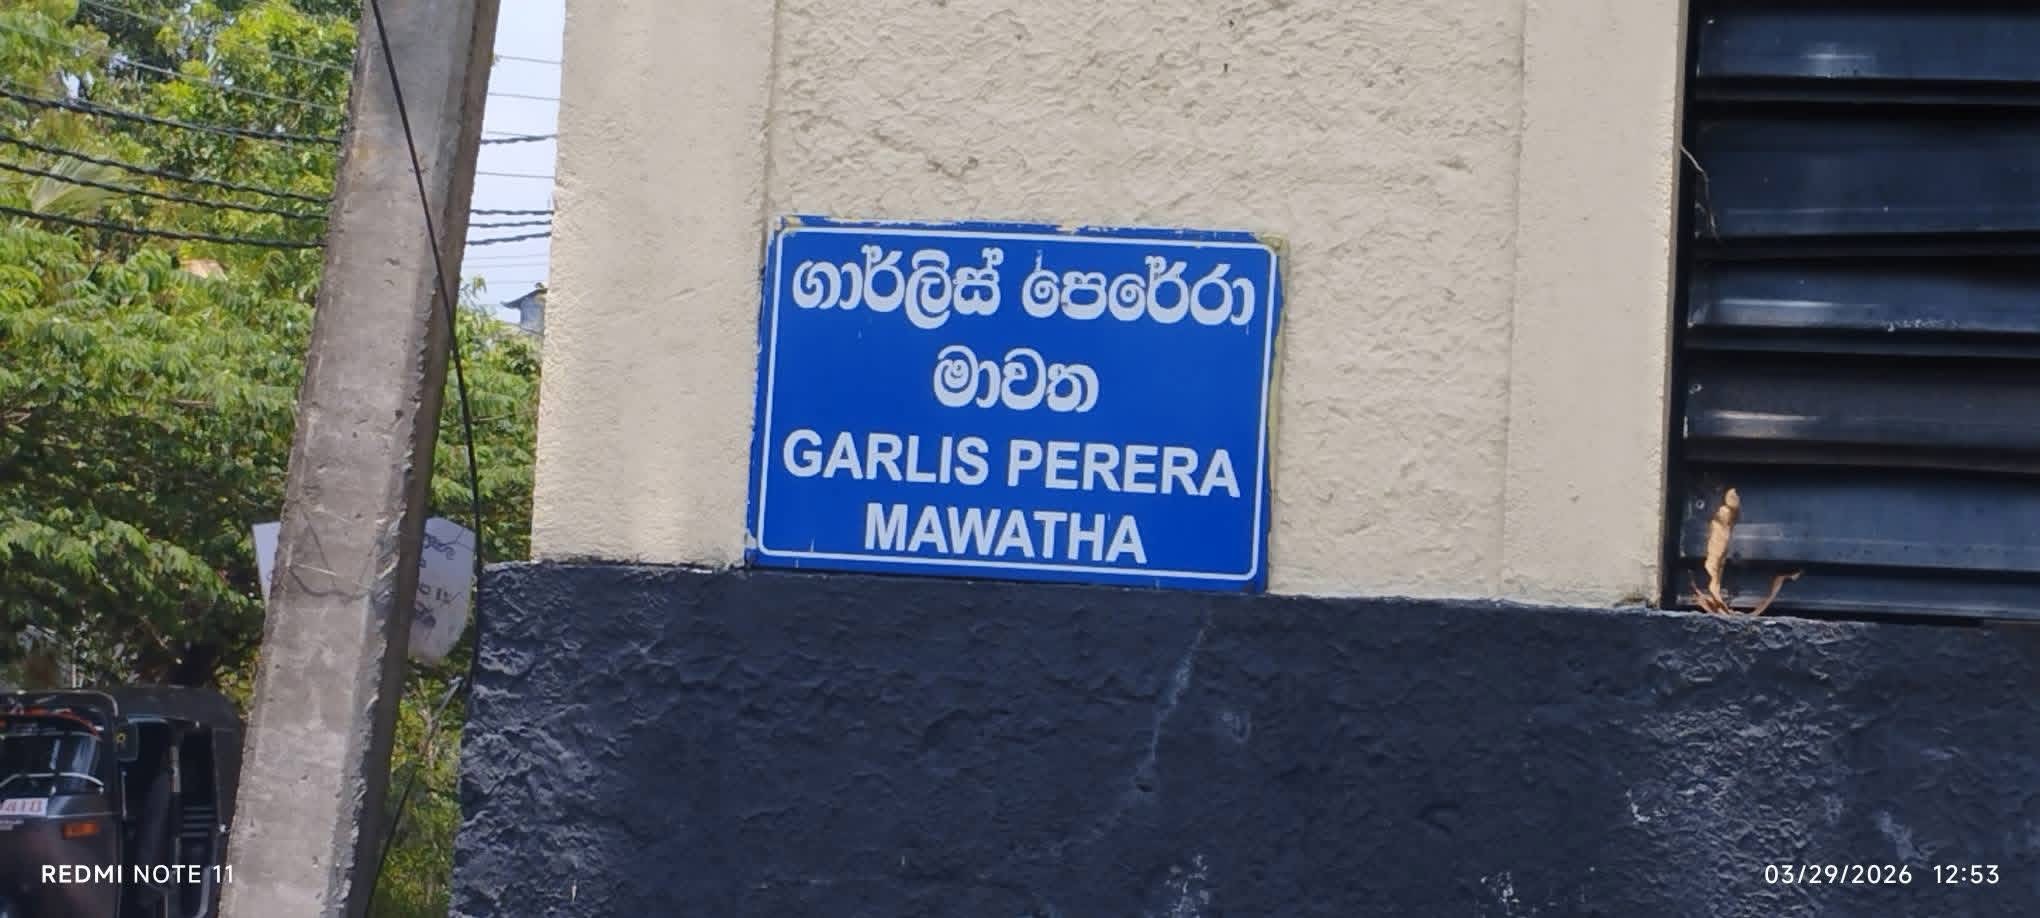 ගාර්ලිස් පෙරේරා
මාවත
GARLIS PERERA
MAWATHA
REDMI NOTE 11
03/29/2026 12:53